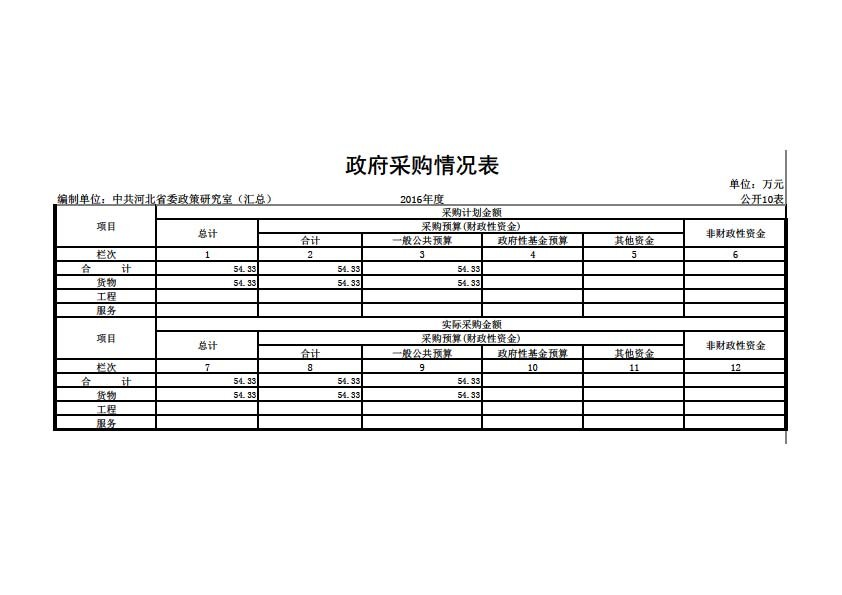 政府采购情况表
单位：万元
编制单位：中共河北省委政策研究室（汇总） 2016年度 公开10表
项目 采购计划金额
总计 采购预算(财政性资金) 非财政性资金
合计 一般公共预算 政府性基金预算 其他资金
栏次 1 2 3 4 5 6
合 计 54.33 54.33 54.33
货物 54.33 54.33 54.33
工程
服务
项目 实际采购金额
总计 采购预算(财政性资金) 非财政性资金
合计 一般公共预算 政府性基金预算 其他资金
栏次 7 8 9 10 11 12
合 计 54.33 54.33 54.33
货物 54.33 54.33 54.33
工程
服务